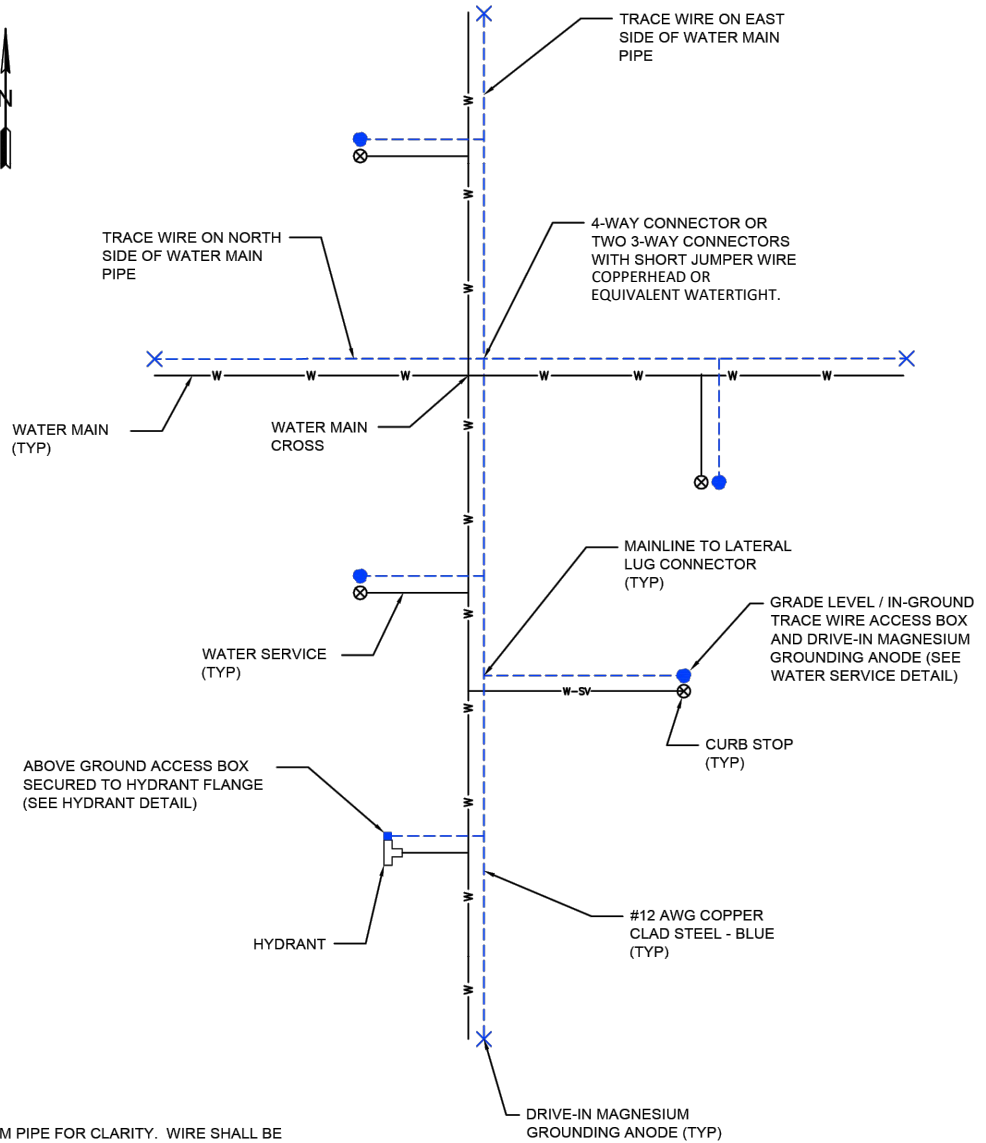 TRACE WIRE ON EAST
SIDE OF WATER MAIN
PIPE
N
W
W
TRACE WIRE ON NORTH
SIDE OF WATER MAIN
PIPE
4-WAY CONNECTOR OR
TWO 3-WAY CONNECTORS
WITH SHORT JUMPER WIRE
COPPERHEAD OR
EQUIVALENT WATERTIGHT.
W
W W W W W W W
WATER MAIN
(TYP)
WATER MAIN
CROSS
W
W
MAINLINE TO LATERAL
LUG CONNECTOR
(TYP)
GRADE LEVEL / IN-GROUND
TRACE WIRE ACCESS BOX
AND DRIVE-IN MAGNESIUM
GROUNDING ANODE (SEE
WATER SERVICE DETAIL)
W
WATER SERVICE
(TYP)
W-SV
W
CURB STOP
(TYP)
ABOVE GROUND ACCESS BOX
SECURED TO HYDRANT FLANGE
(SEE HYDRANT DETAIL)
W
W
HYDRANT
#12 AWG COPPER
CLAD STEEL - BLUE
(TYP)
W
DRIVE-IN MAGNESIUM
GROUNDING ANODE (TYP)
M PIPE FOR CLARITY. WIRE SHALL BE